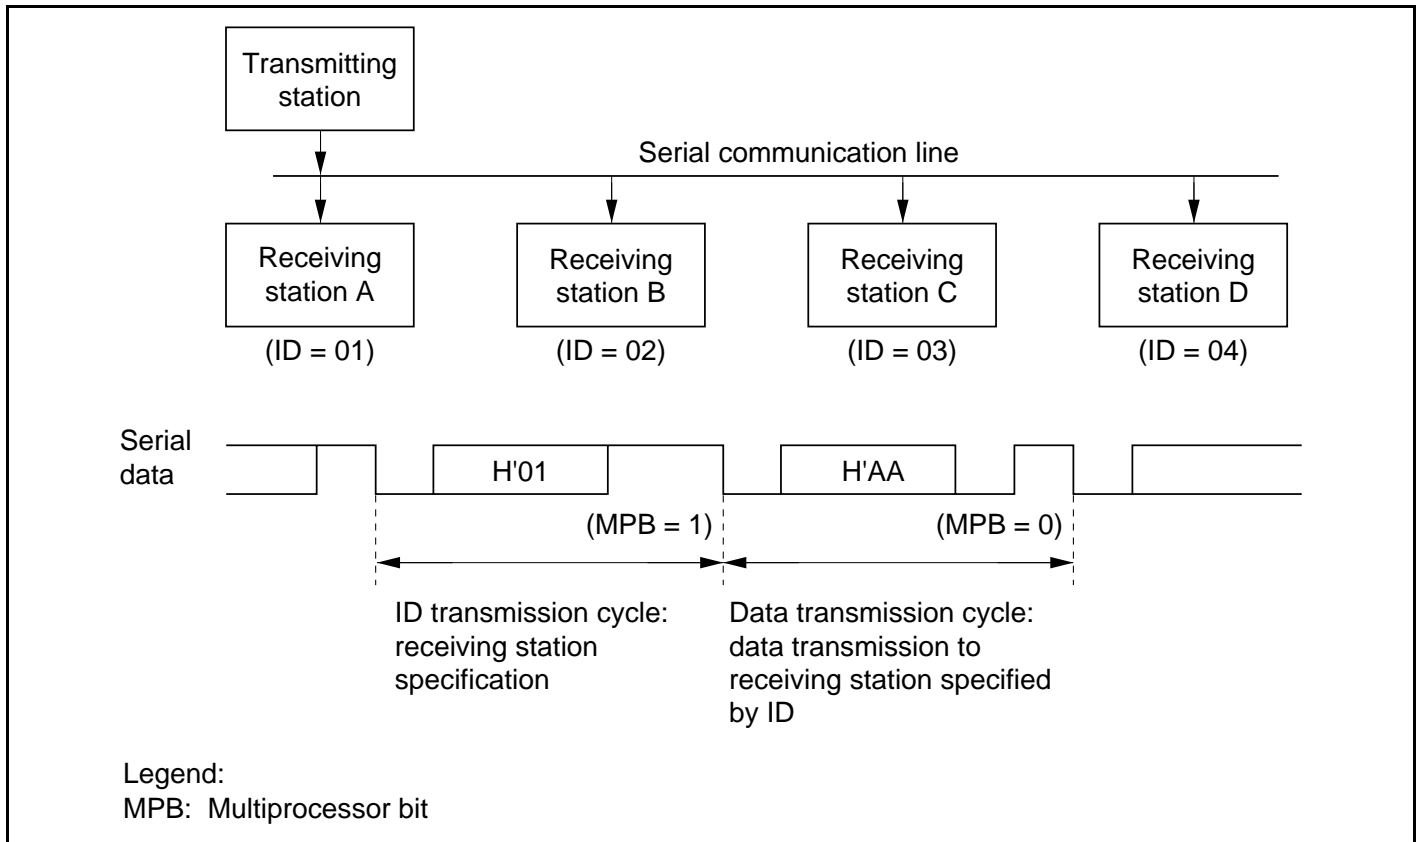 Transmitting
station
Serial communication line
Receiving
station A
Receiving
station B
Receiving
station C
Receiving
station D
(ID = 01)
(ID = 02)
(ID = 03)
(ID = 04)
Serial
data
H'01
H'AA
(MPB = 1)
(MPB = 0)
ID transmission cycle:
receiving station
specification
Data transmission cycle:
data transmission to
receiving station specified
by ID
Legend:
MPB: Multiprocessor bit